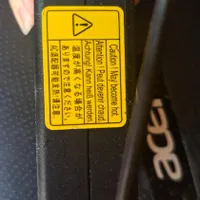 Caution ! May become hot.
Attention ! Peut devenir chaud.
Achtung! Kann heiß werden.
温度が高くなる場合が
ありますので注意ください。
acer